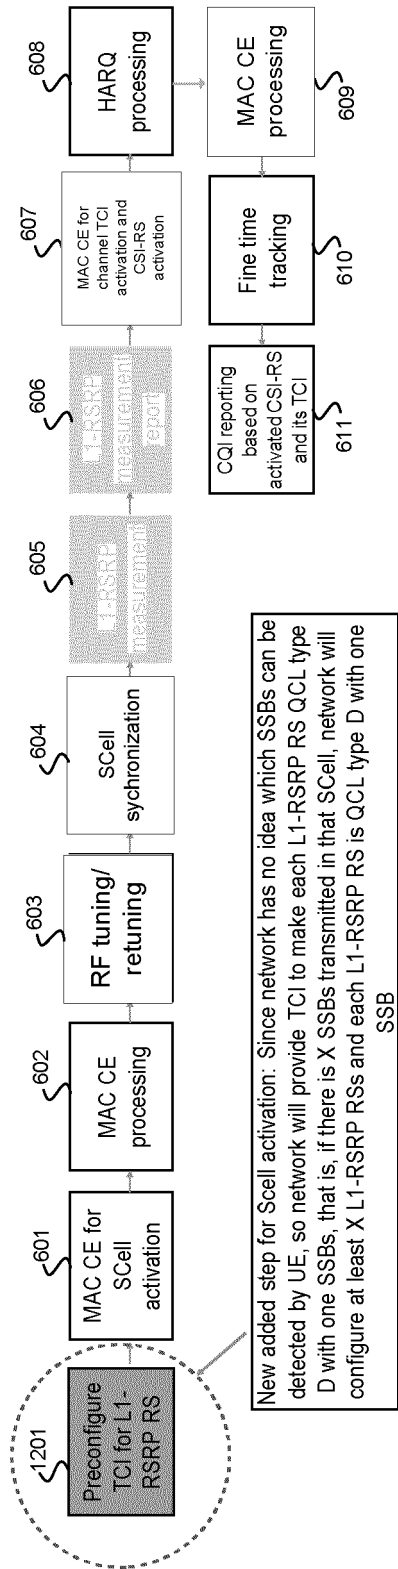 1201
Preconfigure
TCI for L1-
RSRP RS
601
MAC CE for
SCell
activation
602
MAC CE
processing
603
RF tuning/
retuning
604
SCell
sychronization
605
L1-RSRP
measurement
606
L1-RSRP
measurement
report
607
MAC CE for
channel TCI
activation and
CSI-RS
activation
608
HARQ
processing
MAC CE
processing
609
Fine time
tracking
610
CQI reporting
based on
activated CSI-RS
and its TCI
611
New added step for Scell activation: Since network has no idea which SSBs can be
detected by UE, so network will provide TCI to make each L1-RSRP RS QCL type
D with one SSBs, that is, if there is X SSBs transmitted in that SCell, network will
configure at least X L1-RSRP RSs and each L1-RSRP RS is QCL type D with one
SSB